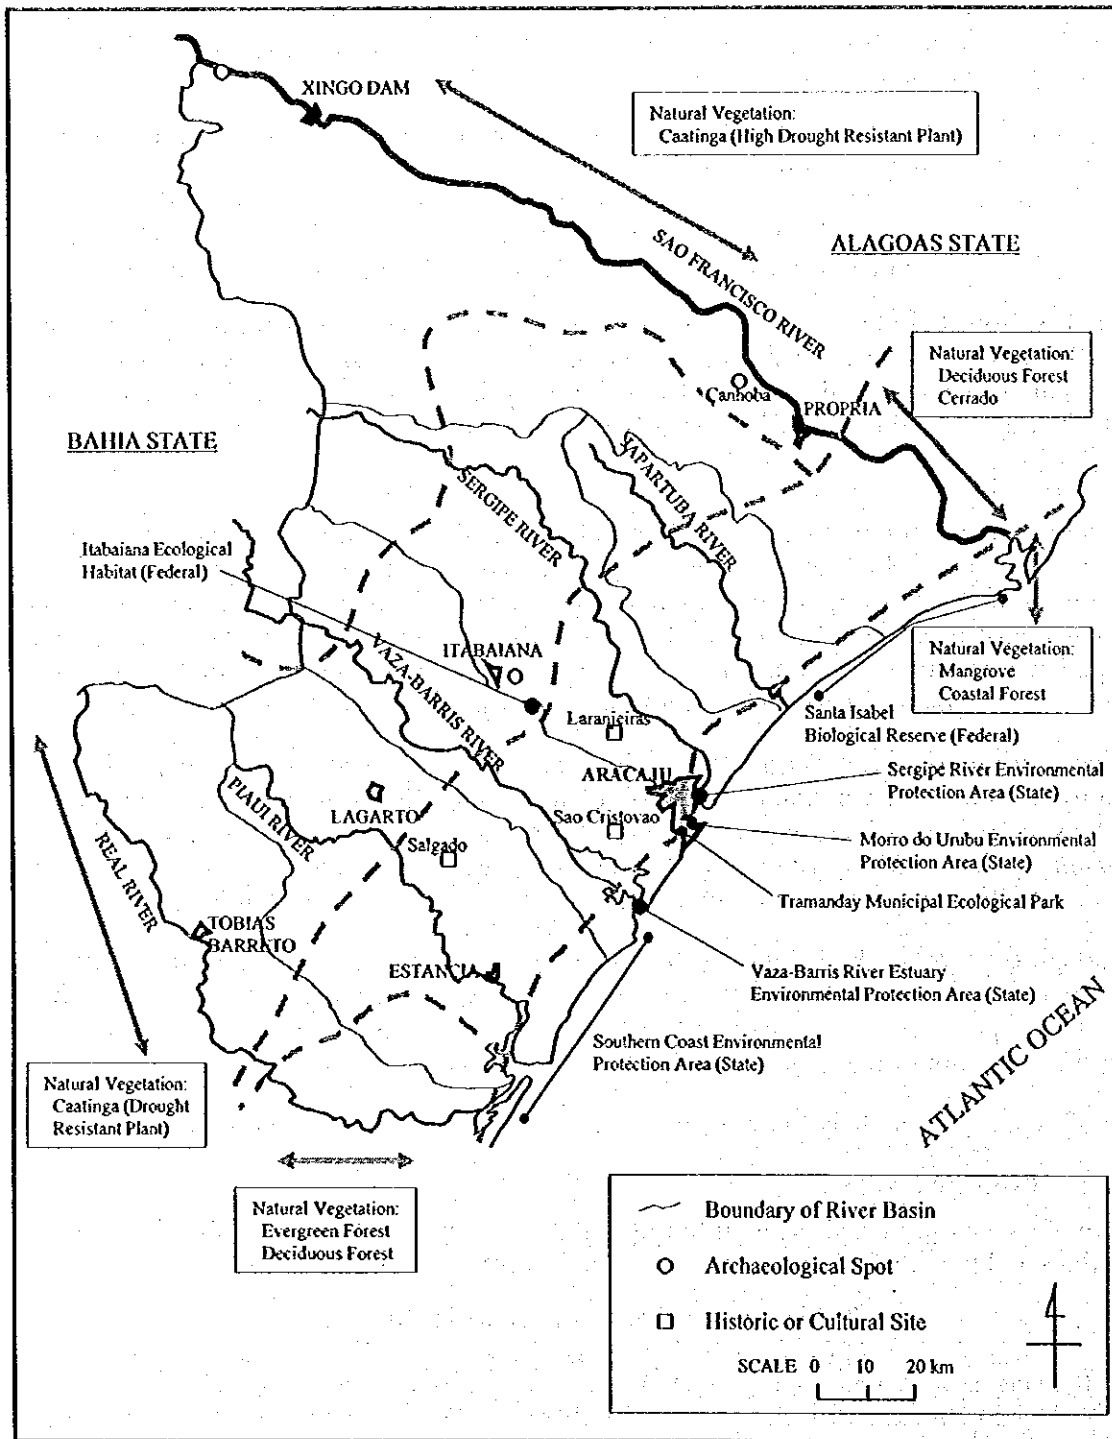 XINGO DAM
Natural Vegetation:
Caatinga (High Drought Resistant Plant)
SAO FRANCISCO RIVER
ALAGOAS STATE
Natural Vegetation:
Deciduous Forest
Cerrado
Canhoba
PROPRIA
BAHIA STATE
SERGIPE RIVER
JAPARTUBA RIVER
Itabaiana Ecological
Habitat (Federal)
VAZA-BARRIS RIVER
ITABAIANA
Natural Vegetation:
Mangrove
Coastal Forest
Laranjeiras
Santa Isabel
Biological Reserve (Federal)
ARACAJU
Sergipe River Environmental
Protection Area (State)
REAL RIVER
PIAUI RIVER
LAGARTO
Sao Cristovao
Salgado
Morro do Urubu Environmental
Protection Area (State)
Tramanday Municipal Ecological Park
TOBIAS
BARRETO
ESTANCIA
Vaza-Barris River Estuary
Environmental Protection Area (State)
Southern Coast Environmental
Protection Area (State)
ATLANTIC OCEAN
Natural Vegetation:
Caatinga (Drought
Resistant Plant)
Natural Vegetation:
Evergreen Forest
Deciduous Forest
Boundary of River Basin
Archaeological Spot
Historic or Cultural Site
SCALE 0 10 20 km